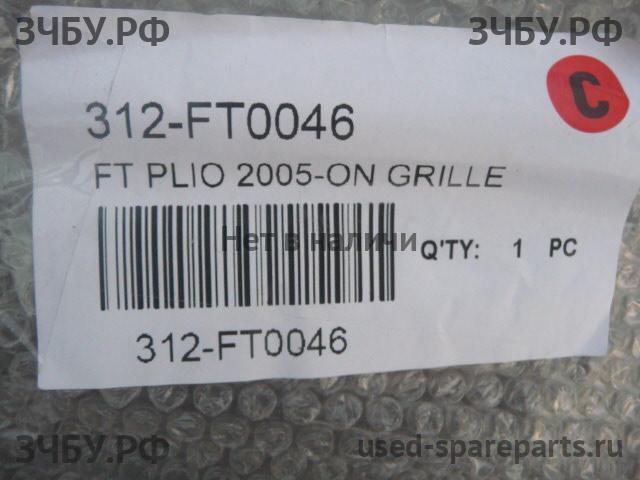 ЗЧБУ.РФ ЗЧБУ.РФ
C
312-FT0046
FT PLIO 2005-ON GRILLE
Нет в наличи
Q'TY: 1 PC
312-FT0046
ЗЧБУ.РФ used-spareparts.ru